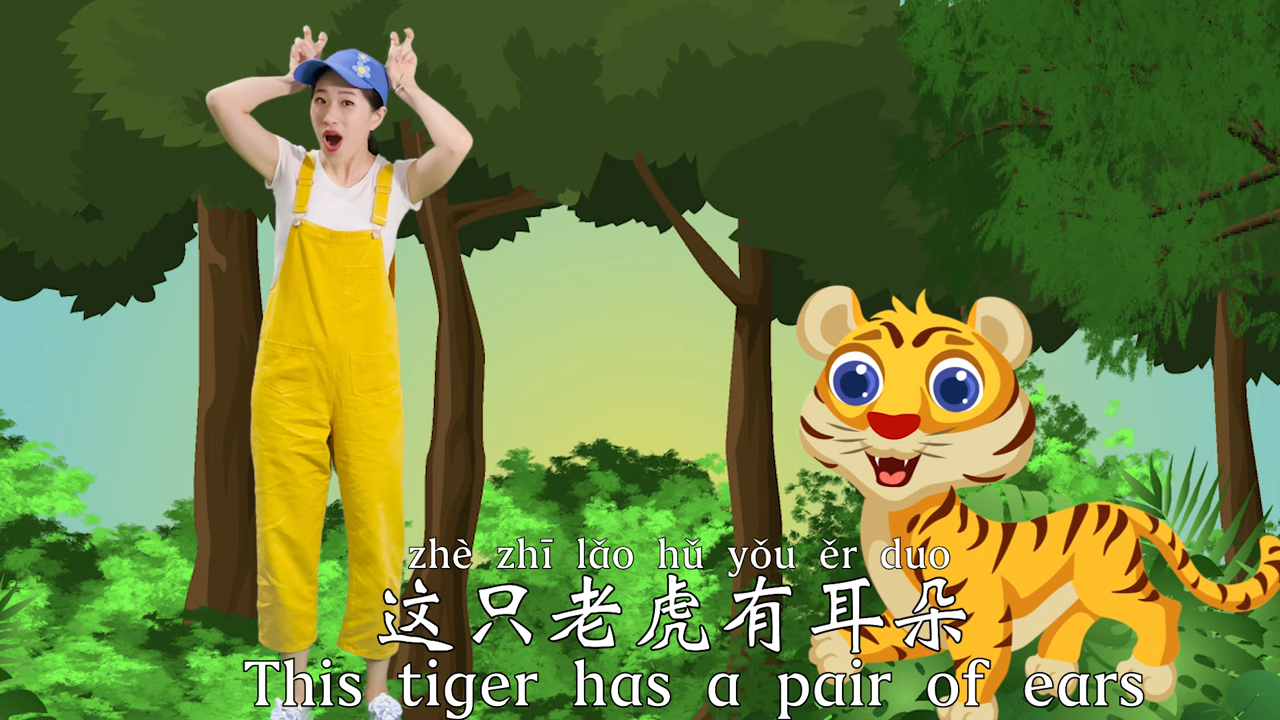 zhè zhī lǎo hǔ yǒu ěr duo
这只老虎有耳朵
This tiger has a pair of ears